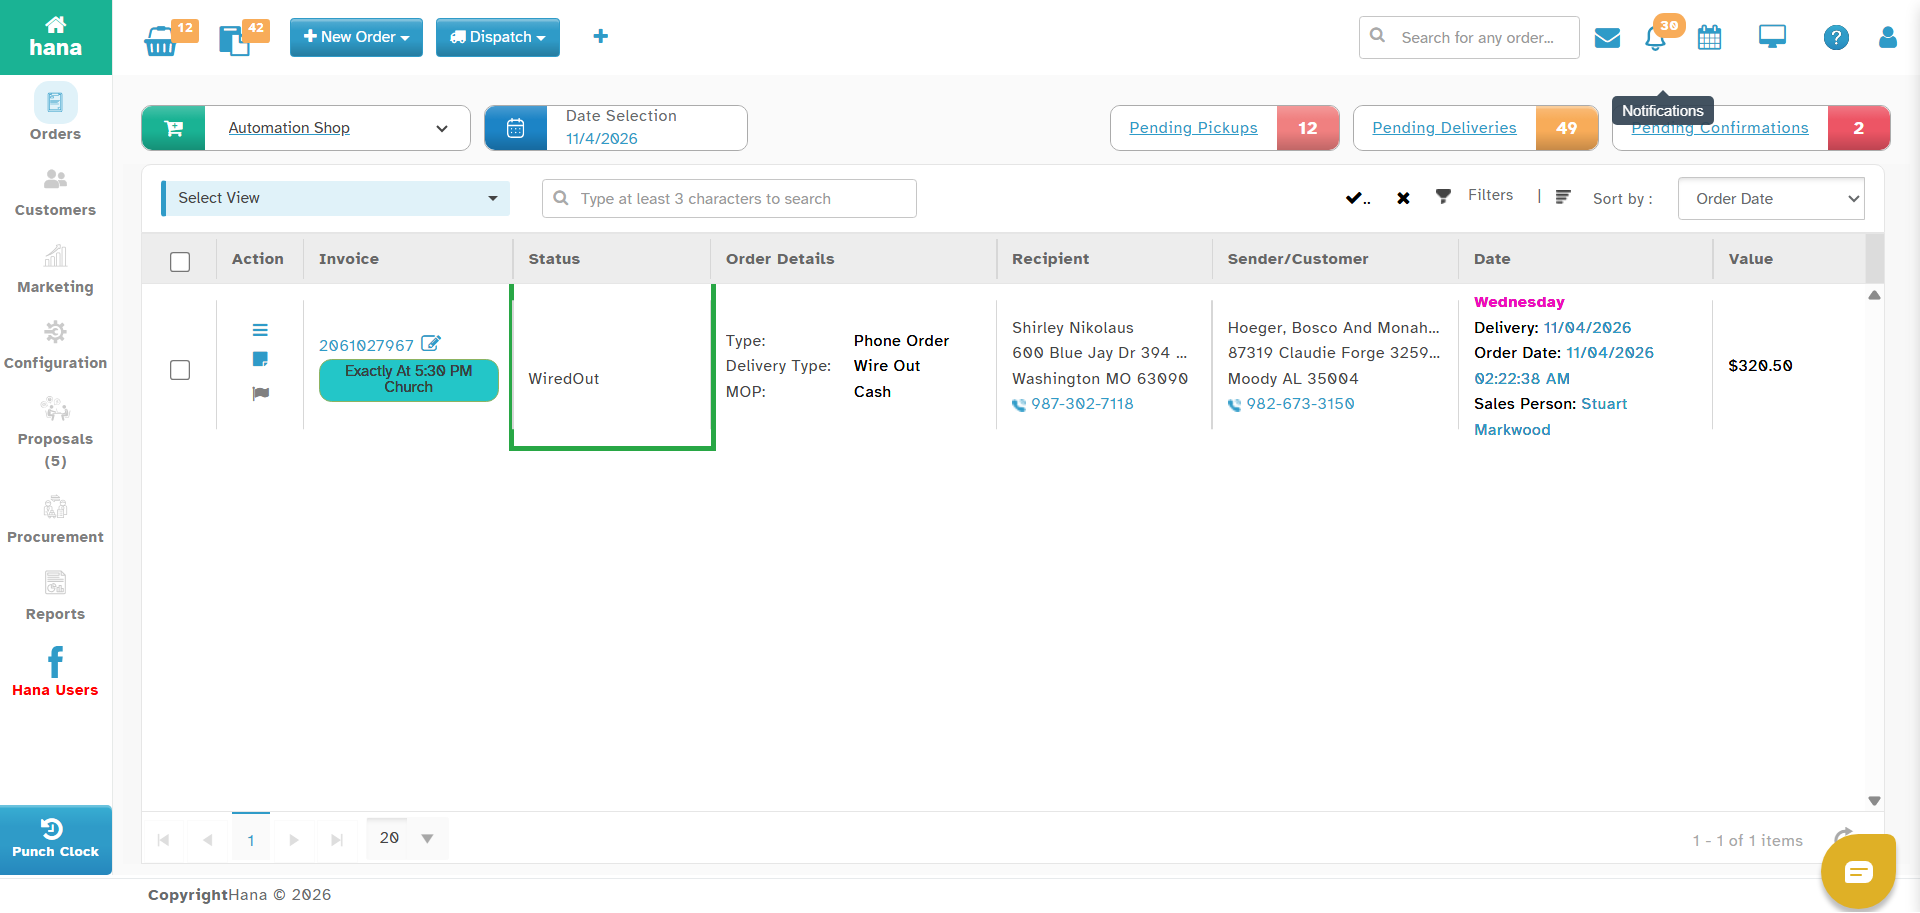 hana
12
42
New Order
Dispatch
Search for any order...
30
Notifications
Orders
Customers
Marketing
Configuration
Proposals
(5)
Procurement
Reports
Hana Users
Punch Clock
Automation Shop
Date Selection
11/4/2026
Pending Pickups 12
Pending Deliveries 49
Pending Confirmations 2
Select View
Type at least 3 characters to search
..
Filters
|
Sort by :
Order Date
Action
Invoice
Status
Order Details
Recipient
Sender/Customer
Date
Value
2061027967
Exactly At 5:30 PM
Church
WiredOut
Type: Phone Order
Delivery Type: Wire Out
MOP: Cash
Shirley Nikolaus
600 Blue Jay Dr 394 ...
Washington MO 63090
987-302-7118
Hoeger, Bosco And Monah...
87319 Claudie Forge 3259...
Moody AL 35004
982-673-3150
Wednesday
Delivery: 11/04/2026
Order Date: 11/04/2026
02:22:38 AM
Sales Person: Stuart
Markwood
$320.50
1
20
1 - 1 of 1 items
CopyrightHana © 2026